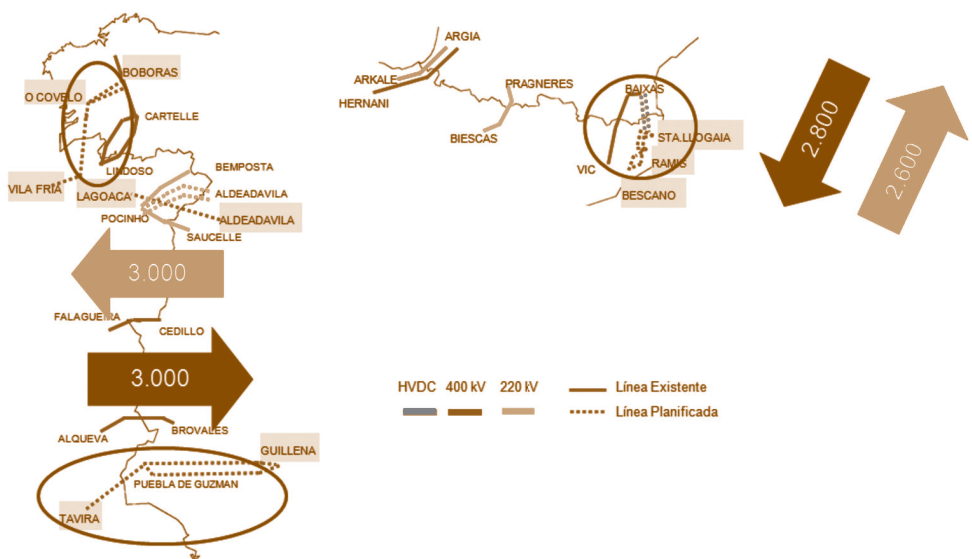 BOBORAS
O COVELO
CARTELLE
LINDOSO
VILA FRIA
BEMPOSTA
LAGOACA
ALDEADAVILA
POCINHO
ALDEADAVILA
SAUCELLE
3.000
FALAGUEIRA
CEDILLO
3.000
ALQUEVA
BROVALES
GUILLENA
PUEBLA DE GUZMAN
TAVIRA
ARGIA
ARKALE
HERNANI
PRAGNERES
BIESCAS
BAIXAS
STA.LLOGAIA
VIC
RAMIS
BESCANO
2.800
2.600
HVDC 400 kV 220 kV
Línea Existente
Línea Planificada